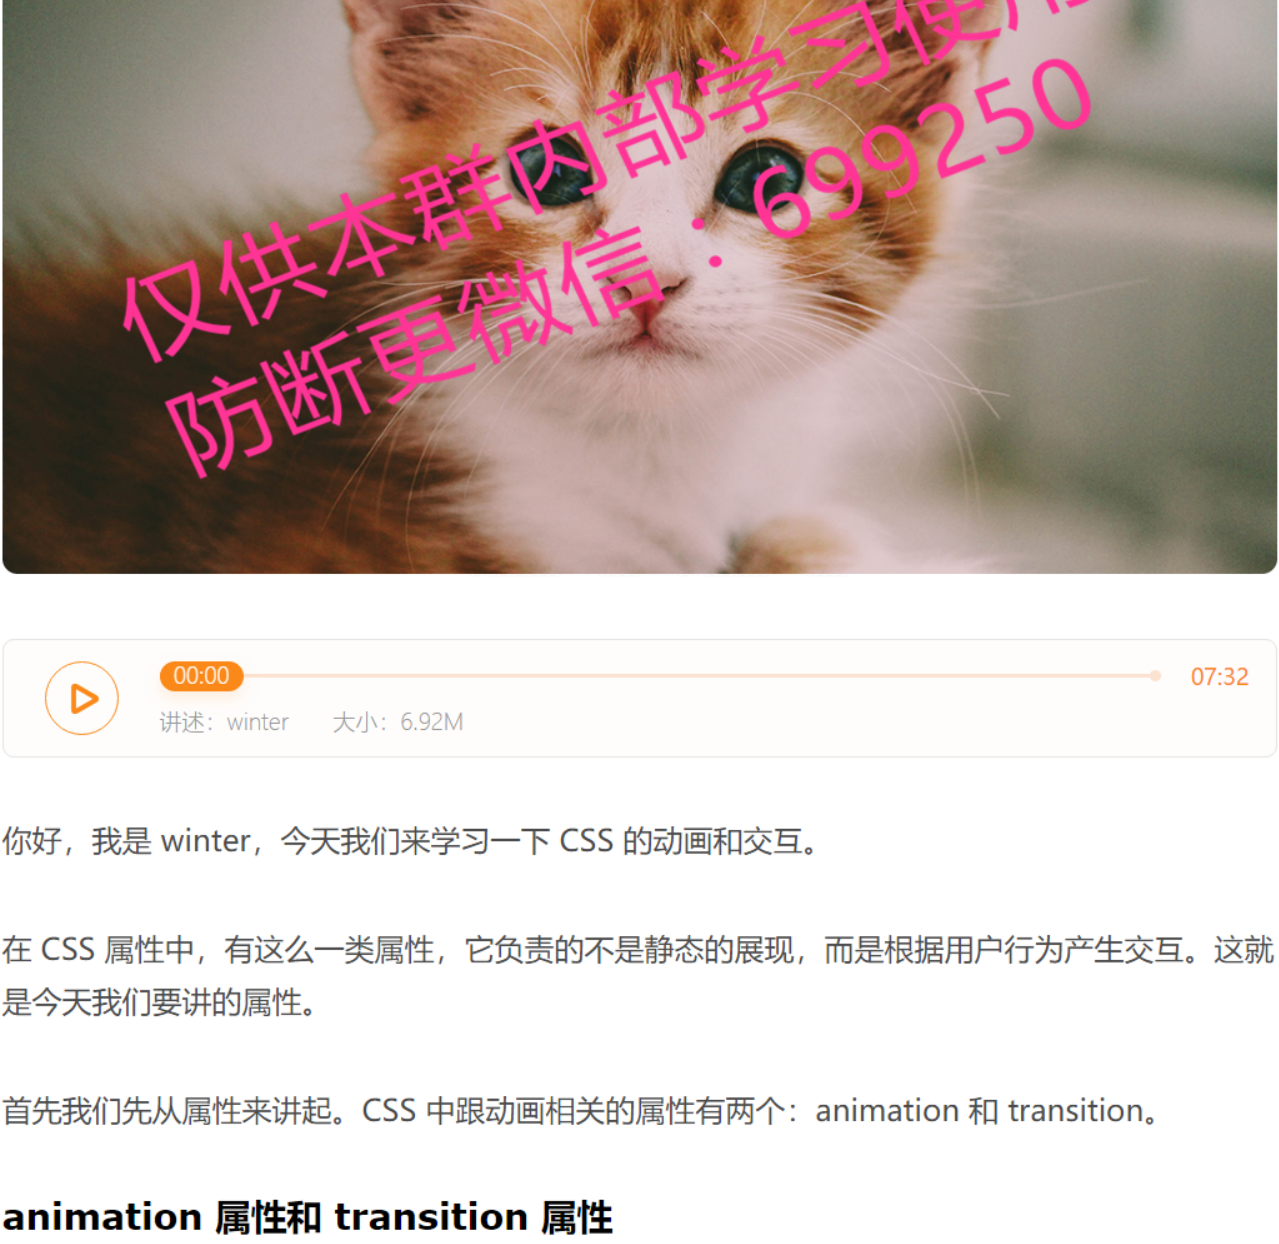 仅供本群内部学习使用
防断更微信：699250
00:00
07:32
讲述：winter 大小：6.92M
你好，我是 winter，今天我们来学习一下 CSS 的动画和交互。
在 CSS 属性中，有这么一类属性，它负责的不是静态的展现，而是根据用户行为产生交互。这就
是今天我们要讲的属性。
首先我们先从属性来讲起。CSS 中跟动画相关的属性有两个：animation 和 transition。
animation 属性和 transition 属性